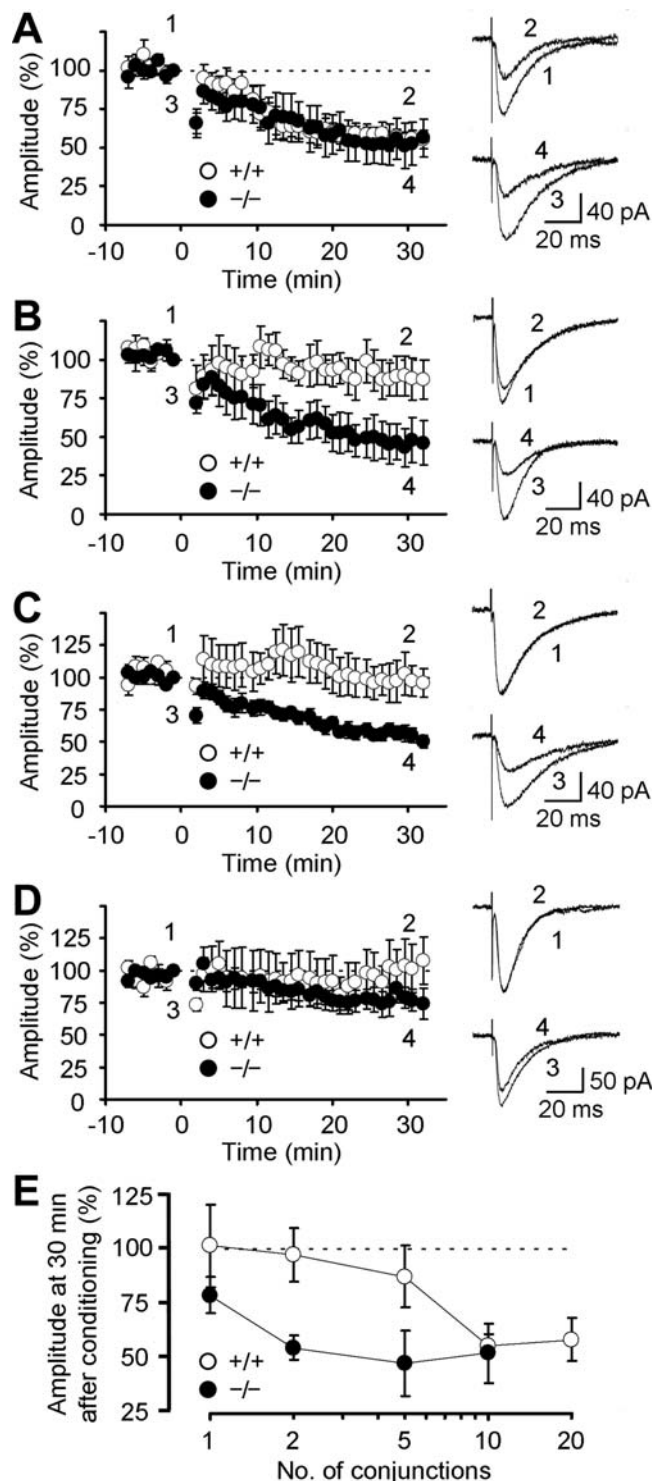 A
Amplitude (%)
100
75
50
25
0
-10 0 10 20 30
Time (min)
1
2
3
4
+/+
−/−
2
1
4
3
40 pA
20 ms
B
Amplitude (%)
100
75
50
25
0
-10 0 10 20 30
Time (min)
1
2
3
4
+/+
−/−
2
1
4
3
40 pA
20 ms
C
Amplitude (%)
125
100
75
50
25
0
-10 0 10 20 30
Time (min)
1
2
3
4
+/+
−/−
2
1
4
3
40 pA
20 ms
D
Amplitude (%)
125
100
75
50
25
0
-10 0 10 20 30
Time (min)
1
2
3
4
+/+
−/−
2
1
4
3
50 pA
20 ms
E
Amplitude at 30 min
after conditioning (%)
125
100
75
50
25
+/+
−/−
1 2 5 10 20
No. of conjunctions